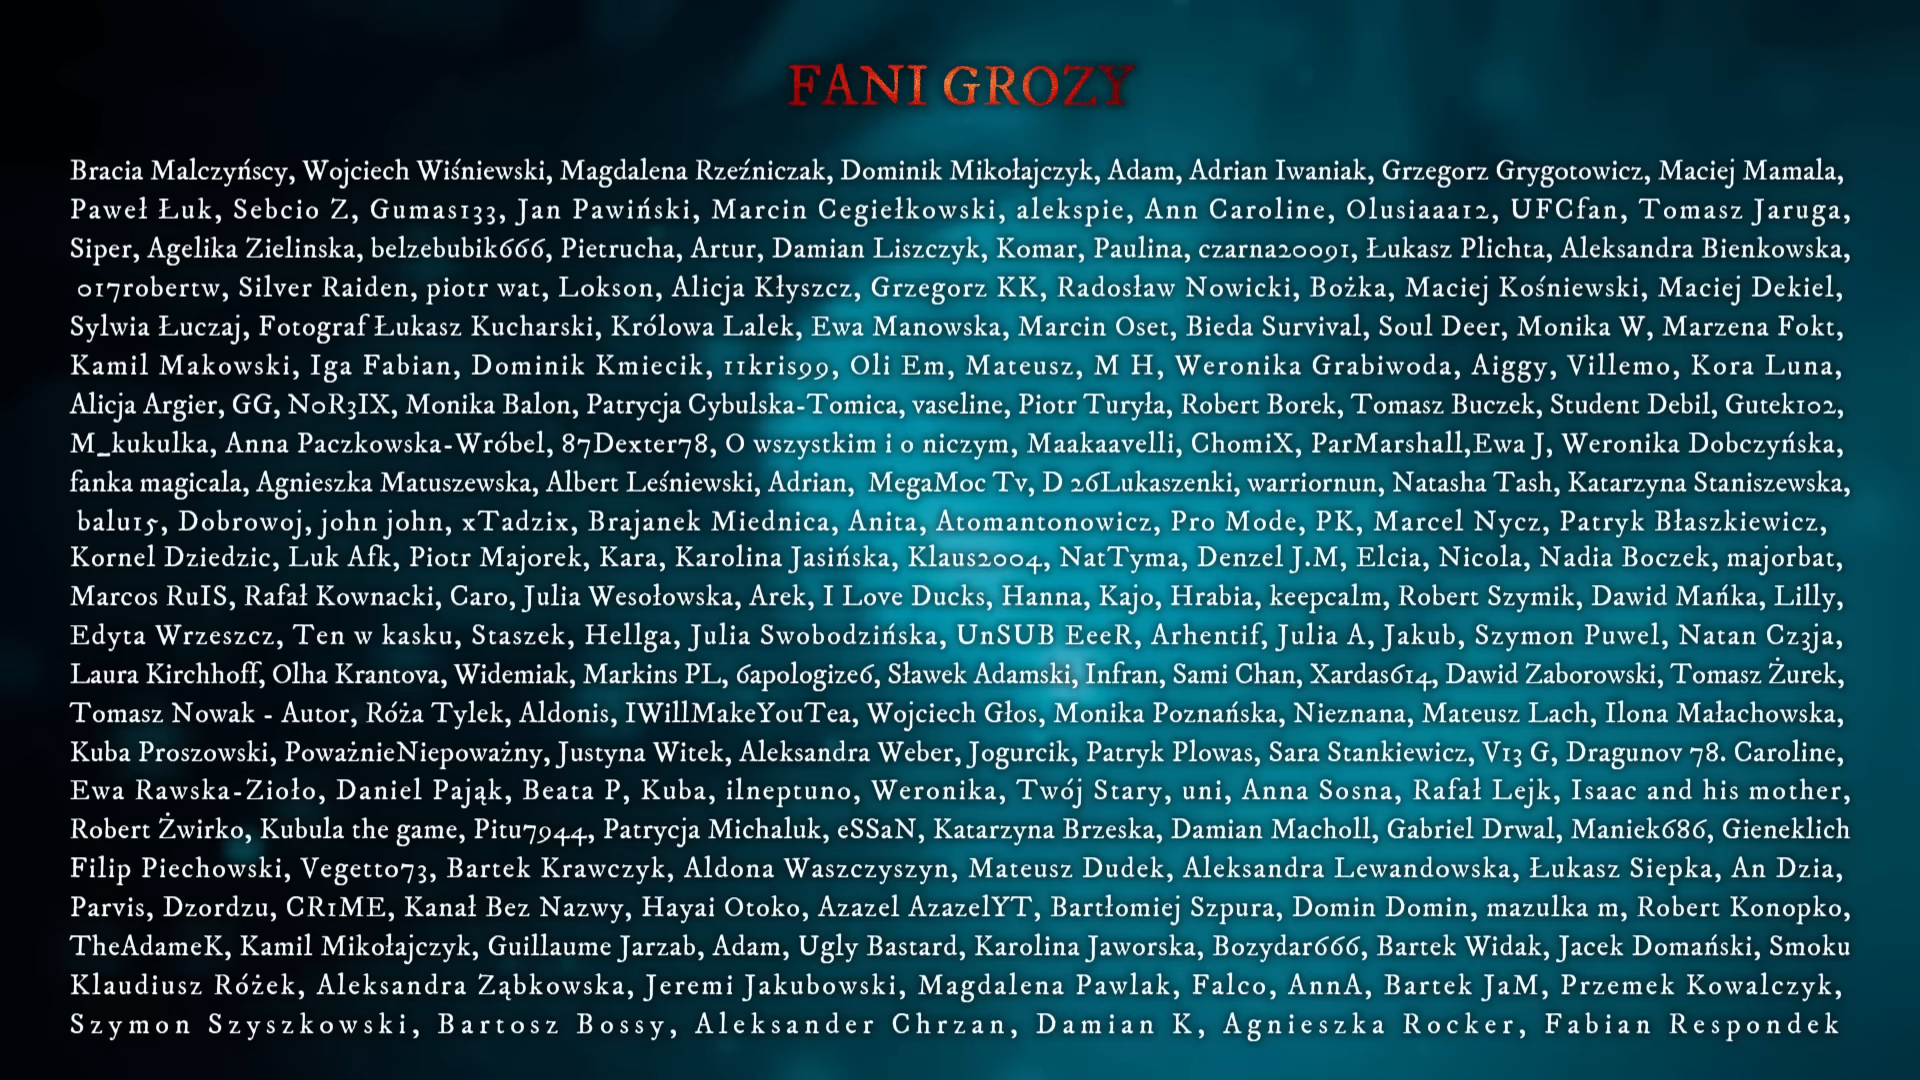 FANI GROZY
Bracia Malczyńscy, Wojciech Wiśniewski, Magdalena Rzeźniczak, Dominik Mikołajczyk, Adam, Adrian Iwaniak, Grzegorz Grygotowicz, Maciej Mamala,
Paweł Łuk, Sebcio Z, Gumas133, Jan Pawiński, Marcin Cegiełkowski, alekspie, Ann Caroline, Olusiaaa12, UFCfan, Tomasz Jaruga,
Siper, Agelika Zielinska, belzebubik666, Pietrucha, Artur, Damian Liszczyk, Komar, Paulina, czarna20091, Łukasz Plichta, Aleksandra Bienkowska,
017robertw, Silver Raiden, piotr wat, Lokson, Alicja Kłyszcz, Grzegorz KK, Radosław Nowicki, Bożka, Maciej Kośniewski, Maciej Dekiel,
Sylwia Łuczaj, Fotograf Łukasz Kucharski, Królowa Lalek, Ewa Manowska, Marcin Oset, Bieda Survival, Soul Deer, Monika W, Marzena Fokt,
Kamil Makowski, Iga Fabian, Dominik Kmiecik, 11kris99, Oli Em, Mateusz, M H, Weronika Grabiwoda, Aiggy, Villemo, Kora Luna,
Alicja Argier, GG, N0R3IX, Monika Balon, Patrycja Cybulska-Tomica, vaseline, Piotr Turyła, Robert Borek, Tomasz Buczek, Student Debil, Gutek102,
M_kukulka, Anna Paczkowska-Wróbel, 87Dexter78, O wszystkim i o niczym, Maakaavelli, ChomiX, ParMarshall,Ewa J, Weronika Dobczyńska,
fanka magicala, Agnieszka Matuszewska, Albert Leśniewski, Adrian, MegaMoc Tv, D 26Lukaszenki, warriornun, Natasha Tash, Katarzyna Staniszewska,
balu15, Dobrowoj, john john, xTadzix, Brajanek Miednica, Anita, Atomantonowicz, Pro Mode, PK, Marcel Nycz, Patryk Błaszkiewicz,
Kornel Dziedzic, Luk Afk, Piotr Majorek, Kara, Karolina Jasińska, Klaus2004, NatTyma, Denzel J.M, Elcia, Nicola, Nadia Boczek, majorbat,
Marcos RuIS, Rafał Kownacki, Caro, Julia Wesołowska, Arek, I Love Ducks, Hanna, Kajo, Hrabia, keepcalm, Robert Szymik, Dawid Mańka, Lilly,
Edyta Wrzeszcz, Ten w kasku, Staszek, Hellga, Julia Swobodzińska, UnSUB EeeR, Arhentif, Julia A, Jakub, Szymon Puwel, Natan Cz3ja,
Laura Kirchhoff, Olha Krantova, Widemiak, Markins PL, 6apologize6, Sławek Adamski, Infran, Sami Chan, Xardas614, Dawid Zaborowski, Tomasz Żurek,
Tomasz Nowak - Autor, Róża Tylek, Aldonis, IWillMakeYouTea, Wojciech Głos, Monika Poznańska, Nieznana, Mateusz Lach, Ilona Małachowska,
Kuba Proszowski, PoważnieNiepoważny, Justyna Witek, Aleksandra Weber, Jogurcik, Patryk Plowas, Sara Stankiewicz, V13 G, Dragunov 78. Caroline,
Ewa Rawska-Zioło, Daniel Pająk, Beata P, Kuba, ilneptuno, Weronika, Twój Stary, uni, Anna Sosna, Rafał Lejk, Isaac and his mother,
Robert Żwirko, Kubula the game, Pitu7944, Patrycja Michaluk, eSSaN, Katarzyna Brzeska, Damian Macholl, Gabriel Drwal, Maniek686, Gieneklich
Filip Piechowski, Vegetto73, Bartek Krawczyk, Aldona Waszczyszyn, Mateusz Dudek, Aleksandra Lewandowska, Łukasz Siepka, An Dzia,
Parvis, Dzordzu, CR1ME, Kanał Bez Nazwy, Hayai Otoko, Azazel AzazelYT, Bartłomiej Szpura, Domin Domin, mazulka m, Robert Konopko,
TheAdameK, Kamil Mikołajczyk, Guillaume Jarzab, Adam, Ugly Bastard, Karolina Jaworska, Bozydar666, Bartek Widak, Jacek Domański, Smoku
Klaudiusz Różek, Aleksandra Ząbkowska, Jeremi Jakubowski, Magdalena Pawlak, Falco, AnnA, Bartek JaM, Przemek Kowalczyk,
Szymon Szyszkowski, Bartosz Bossy, Aleksander Chrzan, Damian K, Agnieszka Rocker, Fabian Respondek